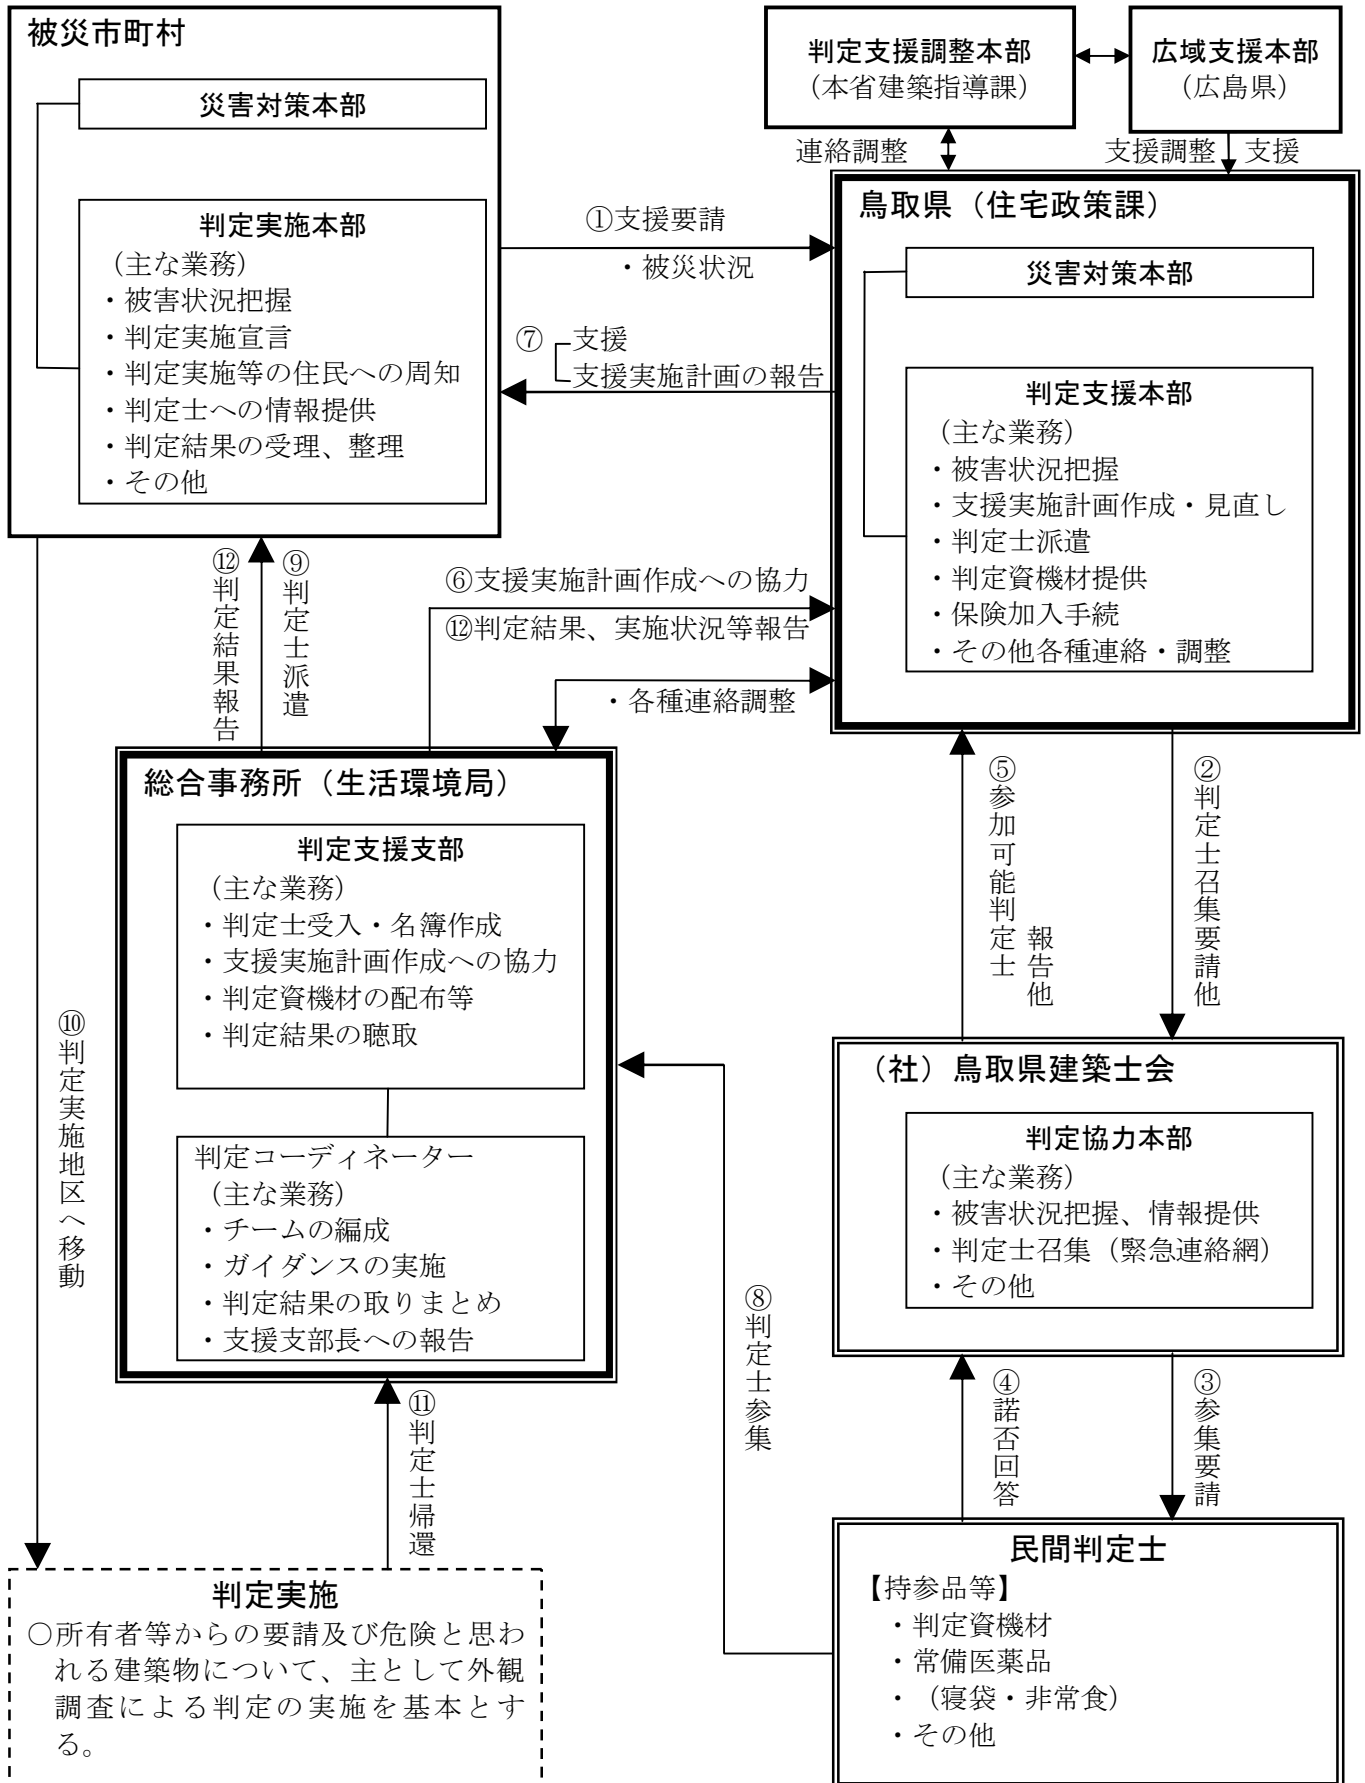 被災市町村
災害対策本部
判定実施本部
（主な業務）
・被害状況把握
・判定実施宣言
・判定実施等の住民への周知
・判定士への情報提供
・判定結果の受理、整理
・その他
判定支援調整本部
（本省建築指導課）
広域支援本部
（広島県）
連絡調整
支援調整
支援
①支援要請
・被災状況
⑦
支援
支援実施計画の報告
鳥取県（住宅政策課）
災害対策本部
判定支援本部
（主な業務）
・被害状況把握
・支援実施計画作成・見直し
・判定士派遣
・判定資機材提供
・保険加入手続
・その他各種連絡・調整
⑫判定結果報告
⑨判定士派遣
⑥支援実施計画作成への協力
⑫判定結果、実施状況等報告
・各種連絡調整
総合事務所（生活環境局）
判定支援支部
（主な業務）
・判定士受入・名簿作成
・支援実施計画作成への協力
・判定資機材の配布等
・判定結果の聴取
判定コーディネーター
（主な業務）
・チームの編成
・ガイダンスの実施
・判定結果の取りまとめ
・支援支部長への報告
⑤参加可能判定士
報告他
②判定士召集要請他
（社）鳥取県建築士会
判定協力本部
（主な業務）
・被害状況把握、情報提供
・判定士召集（緊急連絡網）
・その他
⑩判定実施地区へ移動
⑪判定士帰還
⑧判定士参集
④諾否回答
③参集要請
判定実施
○所有者等からの要請及び危険と思わ
れる建築物について、主として外観
調査による判定の実施を基本とす
る。
民間判定士
【持参品等】
・判定資機材
・常備医薬品
・（寝袋・非常食）
・その他